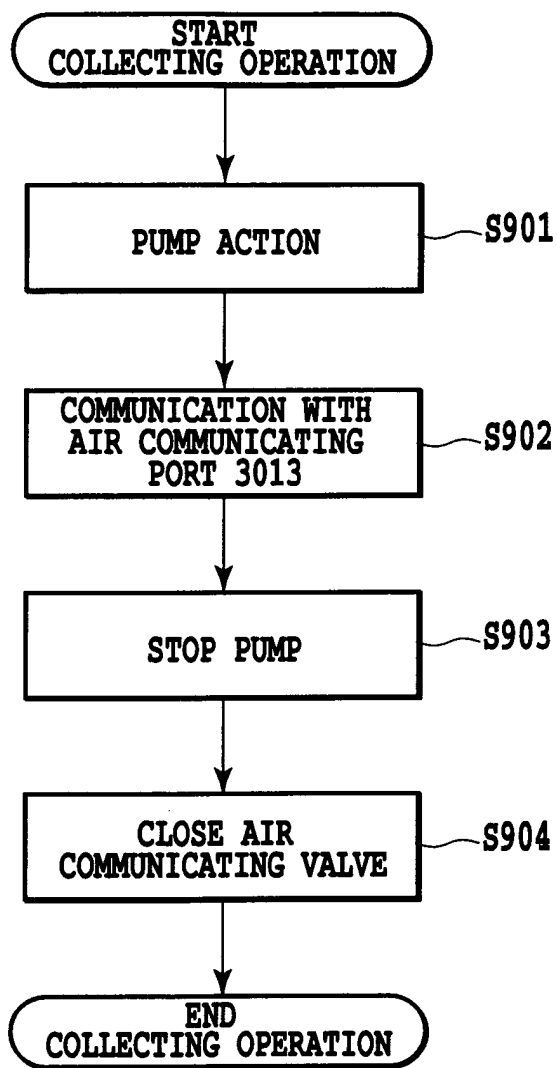 START
COLLECTING OPERATION
PUMP ACTION
S901
COMMUNICATION WITH
AIR COMMUNICATING
PORT 3013
S902
STOP PUMP
S903
CLOSE AIR
COMMUNICATING VALVE
S904
END
COLLECTING OPERATION